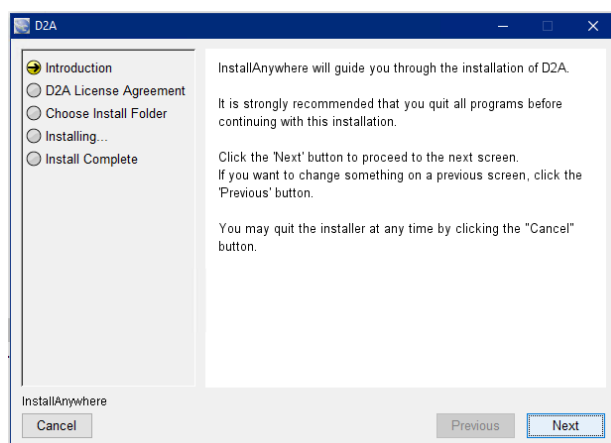 D2A
Introduction
D2A License Agreement
Choose Install Folder
Installing...
Install Complete
InstallAnywhere will guide you through the installation of D2A.
It is strongly recommended that you quit all programs before
continuing with this installation.
Click the 'Next' button to proceed to the next screen.
If you want to change something on a previous screen, click the
'Previous' button.
You may quit the installer at any time by clicking the "Cancel"
button.
InstallAnywhere
Cancel
Previous
Next